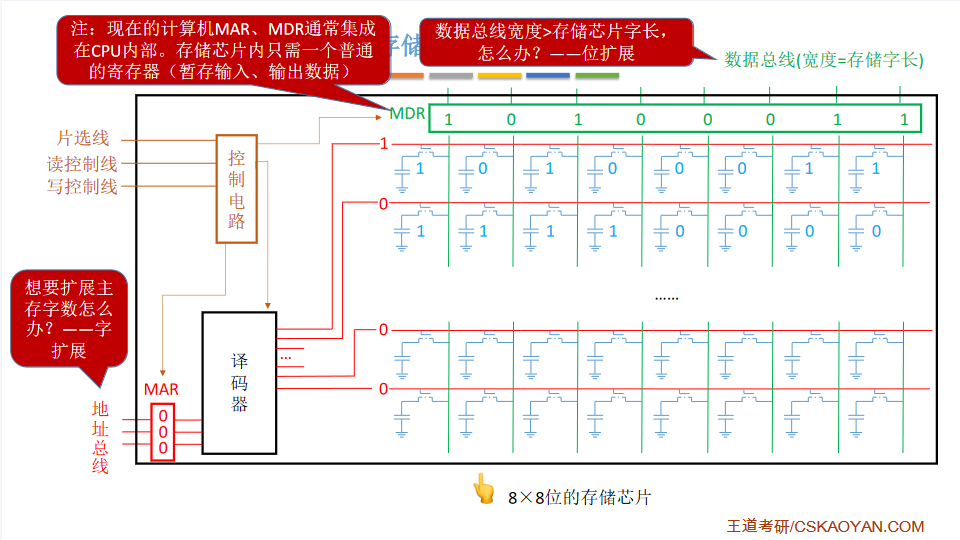 注：现在的计算机MAR、MDR通常集成
在CPU内部。存储芯片内只需一个普通
的寄存器（暂存输入、输出数据）
存储
数据总线宽度>存储芯片字长，
怎么办？——位扩展
数据总线(宽度=存储字长)
MDR
1 0 1 0 0 0 1 1
片选线
读控制线
写控制线
控制电路
1
1 0 1 0 0 0 1 1
0
1 1 1 1 0 0 0 0
……
想要扩展主
存字数怎么
办？——字
扩展
0
...
译码器
0
MAR
地址总线
0
0
0
8×8位的存储芯片
王道考研/CSKAOYAN.COM